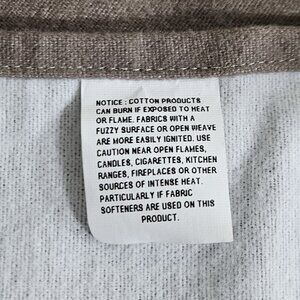 NOTICE : COTTON PRODUCTS
CAN BURN IF EXPOSED TO HEAT
OR FLAME. FABRICS WITH A
FUZZY SURFACE OR OPEN WEAVE
ARE MORE EASILY IGNITED. USE
CAUTION NEAR OPEN FLAMES,
CANDLES, CIGARETTES, KITCHEN
RANGES, FIREPLACES OR OTHER
SOURCES OF INTENSE HEAT.
PARTICULARLY IF FABRIC
SOFTENERS ARE USED ON THIS
PRODUCT.